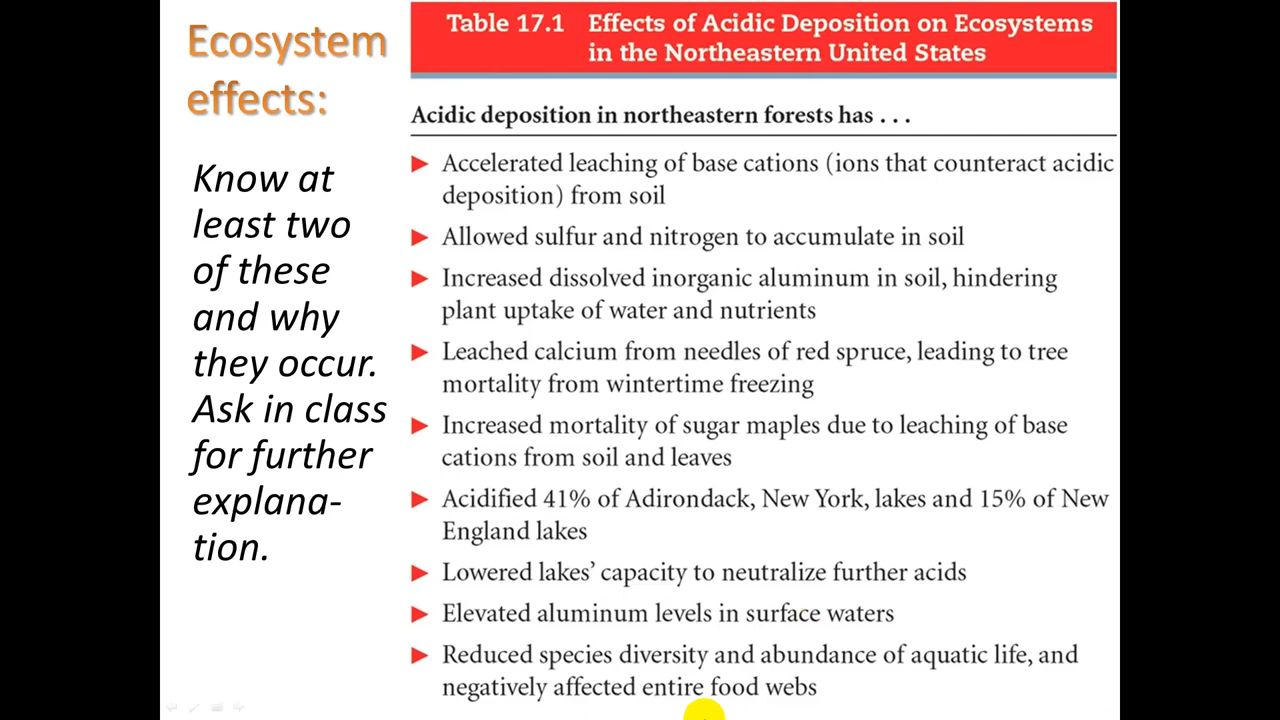 Ecosystem
effects:
Know at
least two
of these
and why
they occur.
Ask in class
for further
explana-
tion.
Table 17.1 Effects of Acidic Deposition on Ecosystems
in the Northeastern United States
Acidic deposition in northeastern forests has . . .
► Accelerated leaching of base cations (ions that counteract acidic
deposition) from soil
► Allowed sulfur and nitrogen to accumulate in soil
► Increased dissolved inorganic aluminum in soil, hindering
plant uptake of water and nutrients
► Leached calcium from needles of red spruce, leading to tree
mortality from wintertime freezing
► Increased mortality of sugar maples due to leaching of base
cations from soil and leaves
► Acidified 41% of Adirondack, New York, lakes and 15% of New
England lakes
► Lowered lakes’ capacity to neutralize further acids
► Elevated aluminum levels in surface waters
► Reduced species diversity and abundance of aquatic life, and
negatively affected entire food webs